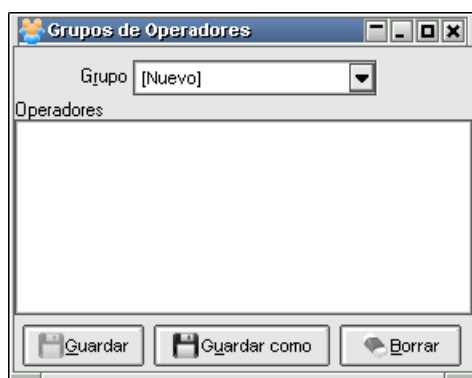 Grupos de Operadores
Grupo [Nuevo]
Operadores
Guardar Guardar como Borrar